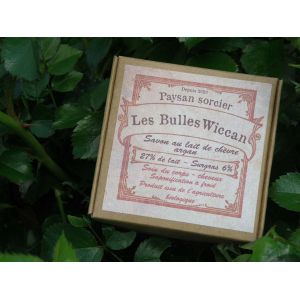 Depuis 2020
Paysan sorcier
Les Bulles Wiccan
Savon au lait de chèvre
argan
27% de lait - Surgras 6%
Soin du corps - cheveux
Saponification à froid
Produit issu de l'agriculture
biologique